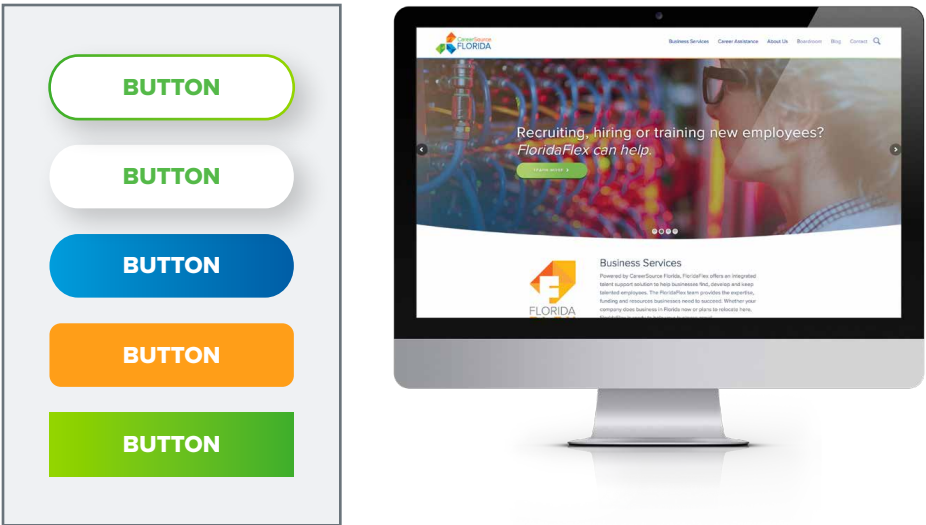 BUTTON
BUTTON
BUTTON
BUTTON
BUTTON
CareerSource
FLORIDA
Business Services Career Assistance About Us Boardroom Blog Contact
Recruiting, hiring or training new employees?
FloridaFlex can help.
Business Services
Powered by CareerSource Florida, FloridaFlex offers an integrated
talent support solution to help businesses find, develop and keep
talented employees. The FloridaFlex team provides the expertise,
funding and resources businesses need to succeed. Whether your
company does business in Florida now or plans to relocate here,
FLORIDA